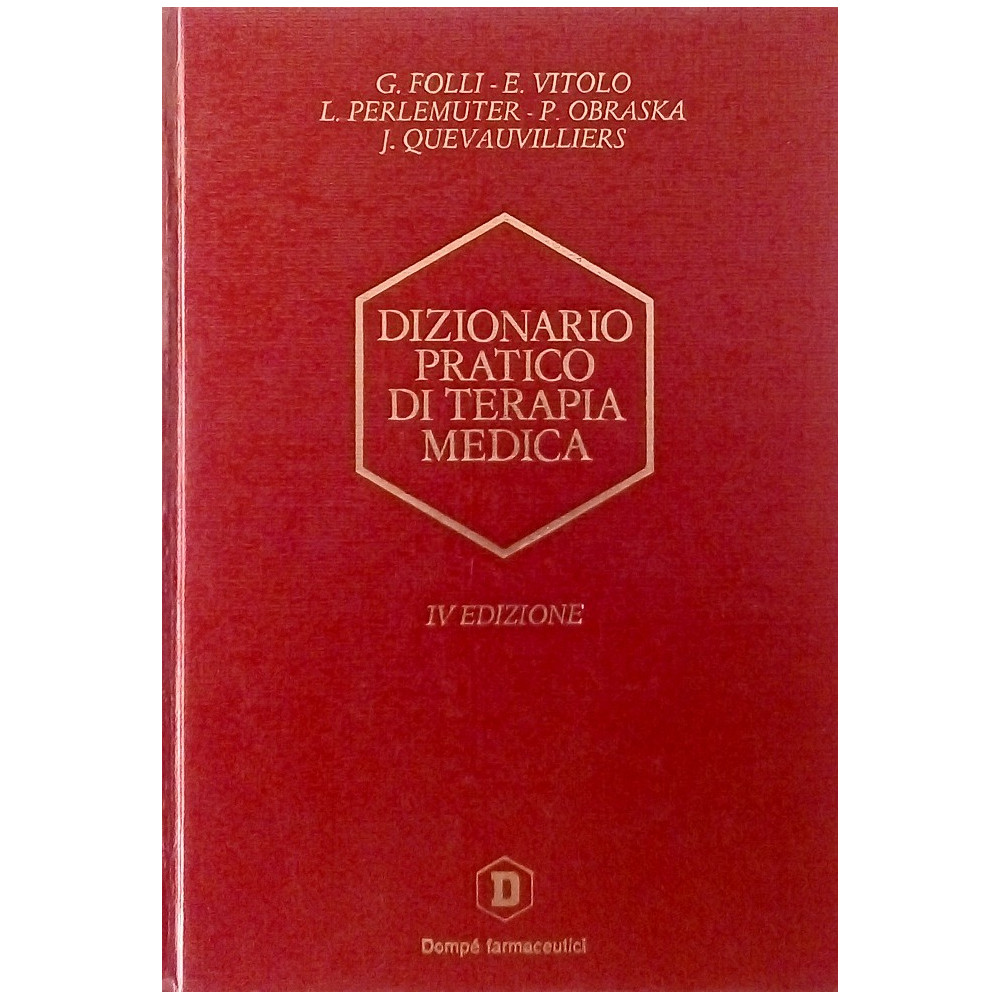 G. FOLLI - E. VITOLO
L. PERLEMUTER - P. OBRASKA
J. QUEVAUVILLIERS
DIZIONARIO
PRATICO
DI TERAPIA
MEDICA
IV EDIZIONE
D
Dompé farmaceutici